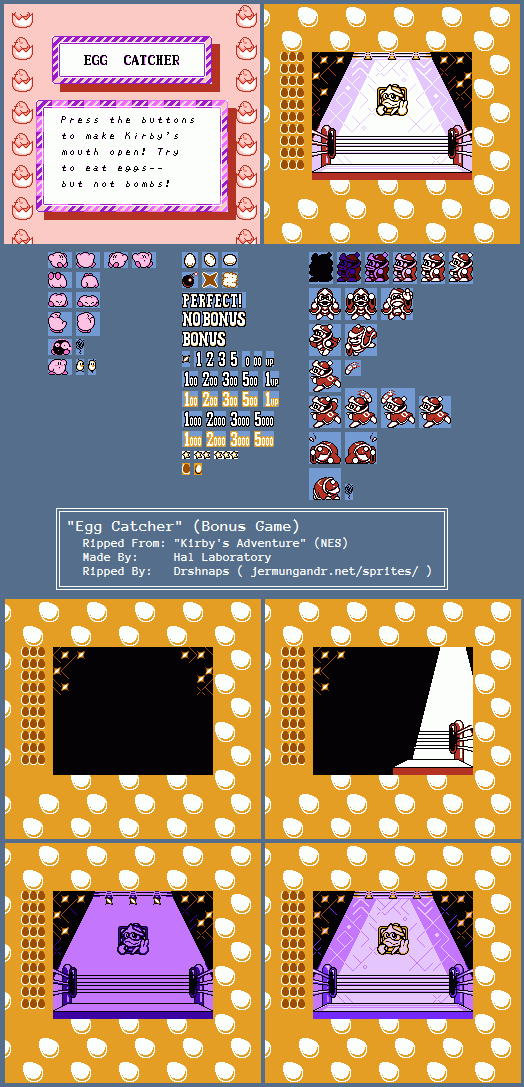 EGG CATCHER
Press the buttons
to make Kirby's
mouth open! Try
to eat eggs--
but not bombs!
PERFECT!
NO BONUS
BONUS
1 2 3 5 0 00 UP
100 200 300 500 1UP
100 200 300 500 1UP
1000 2000 3000 5000
1000 2000 3000 5000
"Egg Catcher" (Bonus Game)
Ripped From: "Kirby's Adventure" (NES)
Made By: Hal Laboratory
Ripped By: Drshnaps ( jermungandr.net/sprites/ )